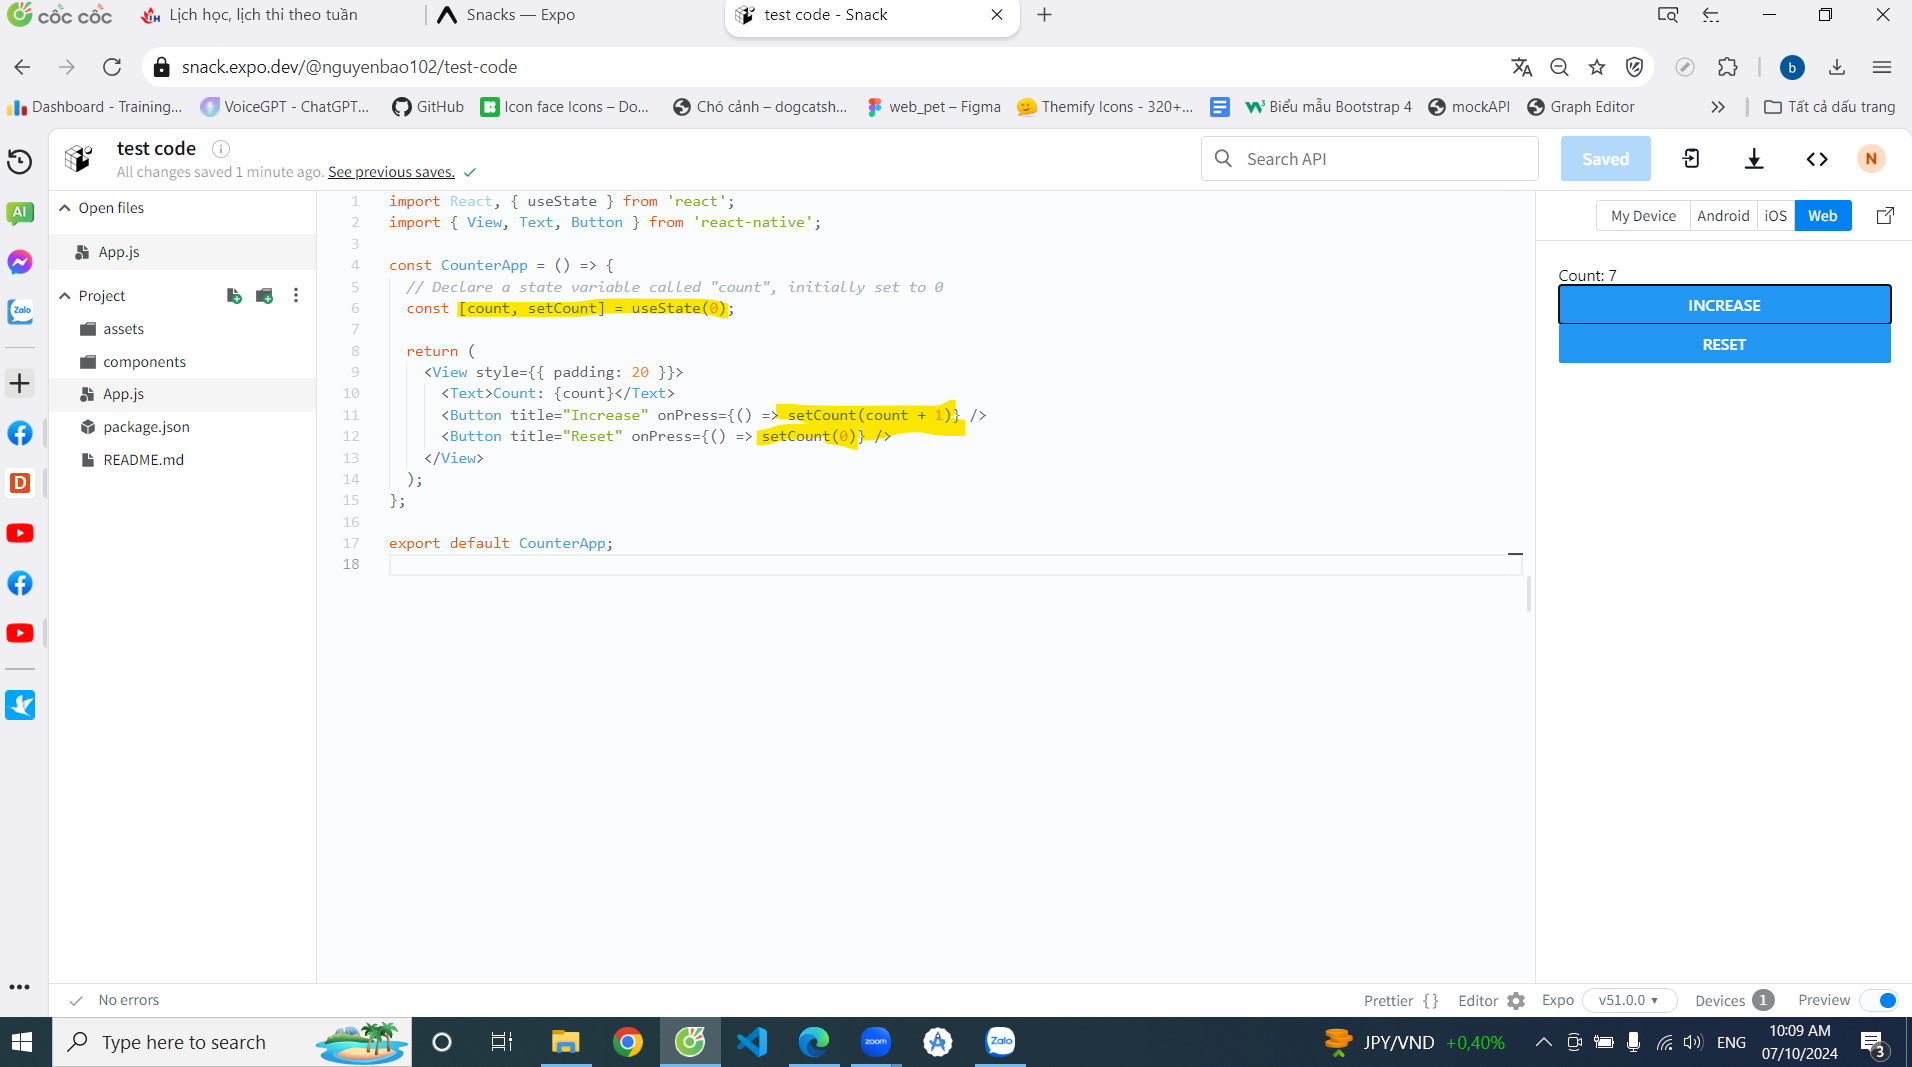 cốc cốc
Lịch học, lịch thi theo tuần
Snacks — Expo
test code - Snack
snack.expo.dev/@nguyenbao102/test-code
b
Dashboard - Training...
VoiceGPT - ChatGPT...
GitHub
Icon face Icons – Do...
Chó cảnh – dogcatsh...
web_pet – Figma
Themify Icons - 320+...
Biểu mẫu Bootstrap 4
mockAPI
Graph Editor
Tất cả dấu trang
test code
All changes saved 1 minute ago. See previous saves.
Search API
Saved
N
AI
Zalo
D
Open files
App.js
Project
assets
components
App.js
package.json
README.md
1 import React, { useState } from 'react';
2 import { View, Text, Button } from 'react-native';
3
4 const CounterApp = () => {
5 // Declare a state variable called "count", initially set to 0
6 const [count, setCount] = useState(0);
7
8 return (
9 <View style={{ padding: 20 }}>
10 <Text>Count: {count}</Text>
11 <Button title="Increase" onPress={() => setCount(count + 1)} />
12 <Button title="Reset" onPress={() => setCount(0)} />
13 </View>
14 );
15 };
16
17 export default CounterApp;
18
My Device
Android
iOS
Web
Count: 7
INCREASE
RESET
No errors
Prettier {}
Editor
Expo
v51.0.0
Devices 1
Preview
Type here to search
zoom
Zalo
JPY/VND +0,40%
ENG
10:09 AM
07/10/2024
3